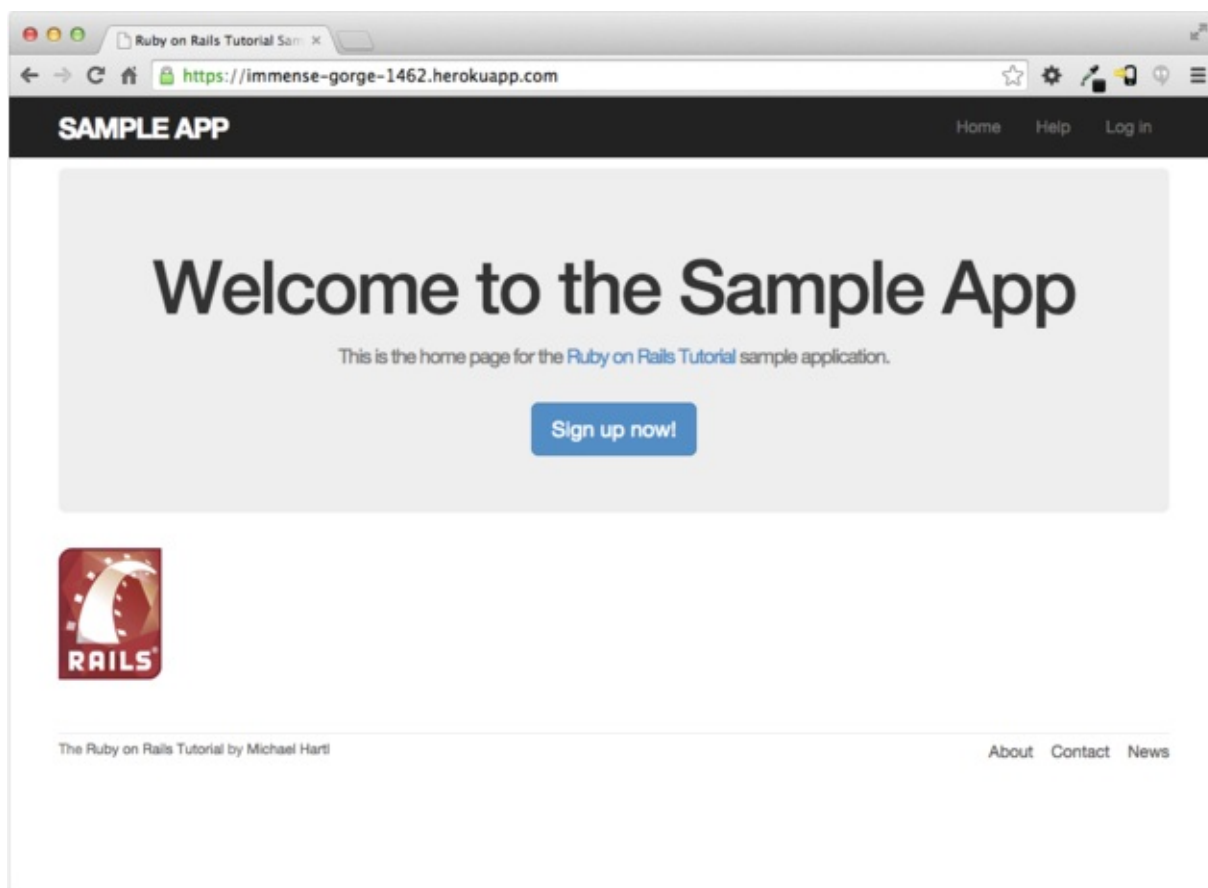 Ruby on Rails Tutorial Sam
https://immense-gorge-1462.herokuapp.com
SAMPLE APP
Home Help Log in
Welcome to the Sample App
This is the home page for the Ruby on Rails Tutorial sample application.
Sign up now!
RAILS
The Ruby on Rails Tutorial by Michael Hartl
About Contact News